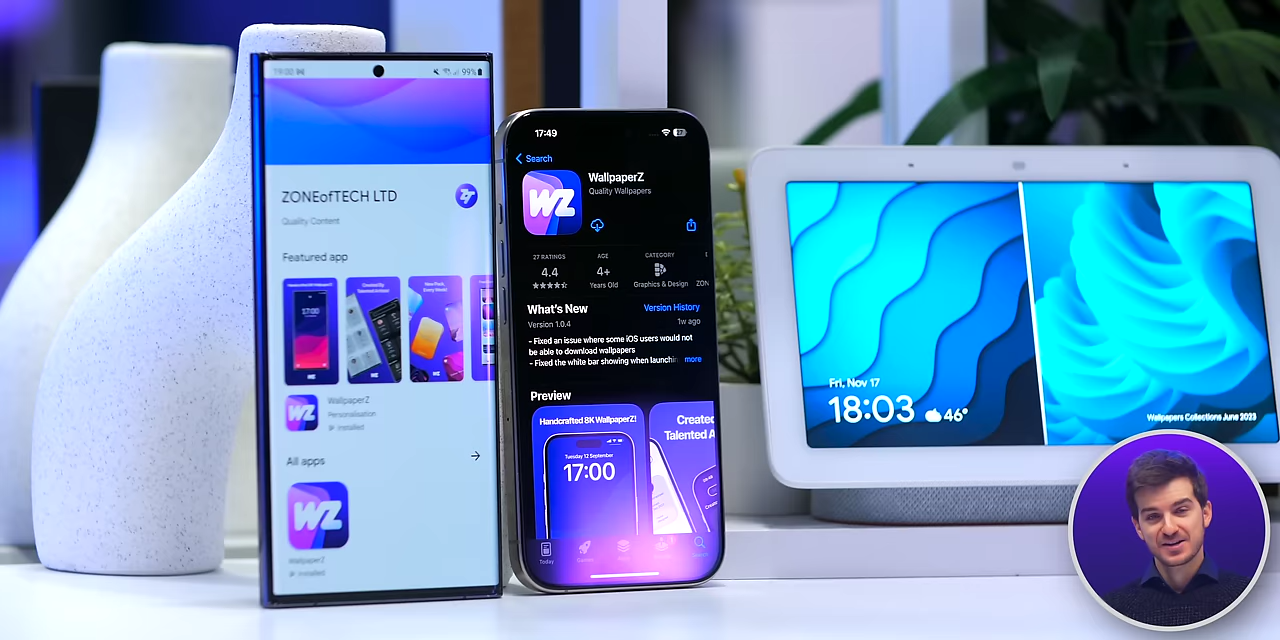 19:00
99%
ZONEofTECH LTD
Quality Content
Featured app
17:00
WZ
WallpaperZ
Personalisation
Installed
All apps
WZ
WallpaperZ
Installed
17:49
27
Search
WZ
WallpaperZ
Quality Wallpapers
27 RATINGS
AGE
CATEGORY
4.4
4+
Years Old
Graphics & Design
ZON
What's New
Version History
Version 1.0.4
1w ago
- Fixed an issue where some iOS users would not
be able to download wallpapers
- Fixed the white bar showing when launchin
more
Preview
Handcrafted 8K WallpaperZ!
Tuesday 12 September
17:00
Created
Talented A
Today
Games
Fri, Nov 17
18:03
46°
Wallpapers Collections June 2023